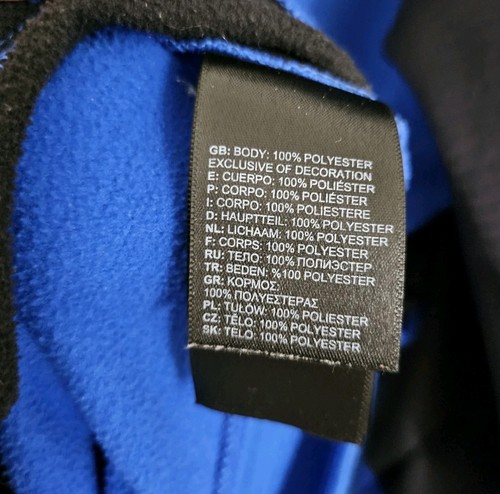 GB: BODY: 100% POLYESTER
EXCLUSIVE OF DECORATION
E: CUERPO: 100% POLIÉSTER
P: CORPO: 100% POLIÉSTER
I: CORPO: 100% POLIESTERE
D: HAUPTTEIL: 100% POLYESTER
NL: LICHAAM: 100% POLYESTER
F: CORPS: 100% POLYESTER
RU: ТЕЛО: 100% ПОЛИЭСТЕР
TR: BEDEN: %100 POLYESTER
GR: ΚΟΡΜΟΣ:
100% ΠΟΛΥΕΣΤΕΡΑΣ
PL: TUŁÓW: 100% POLIESTER
CZ: TĚLO: 100% POLYESTER
SK: TELO: 100% POLYESTER